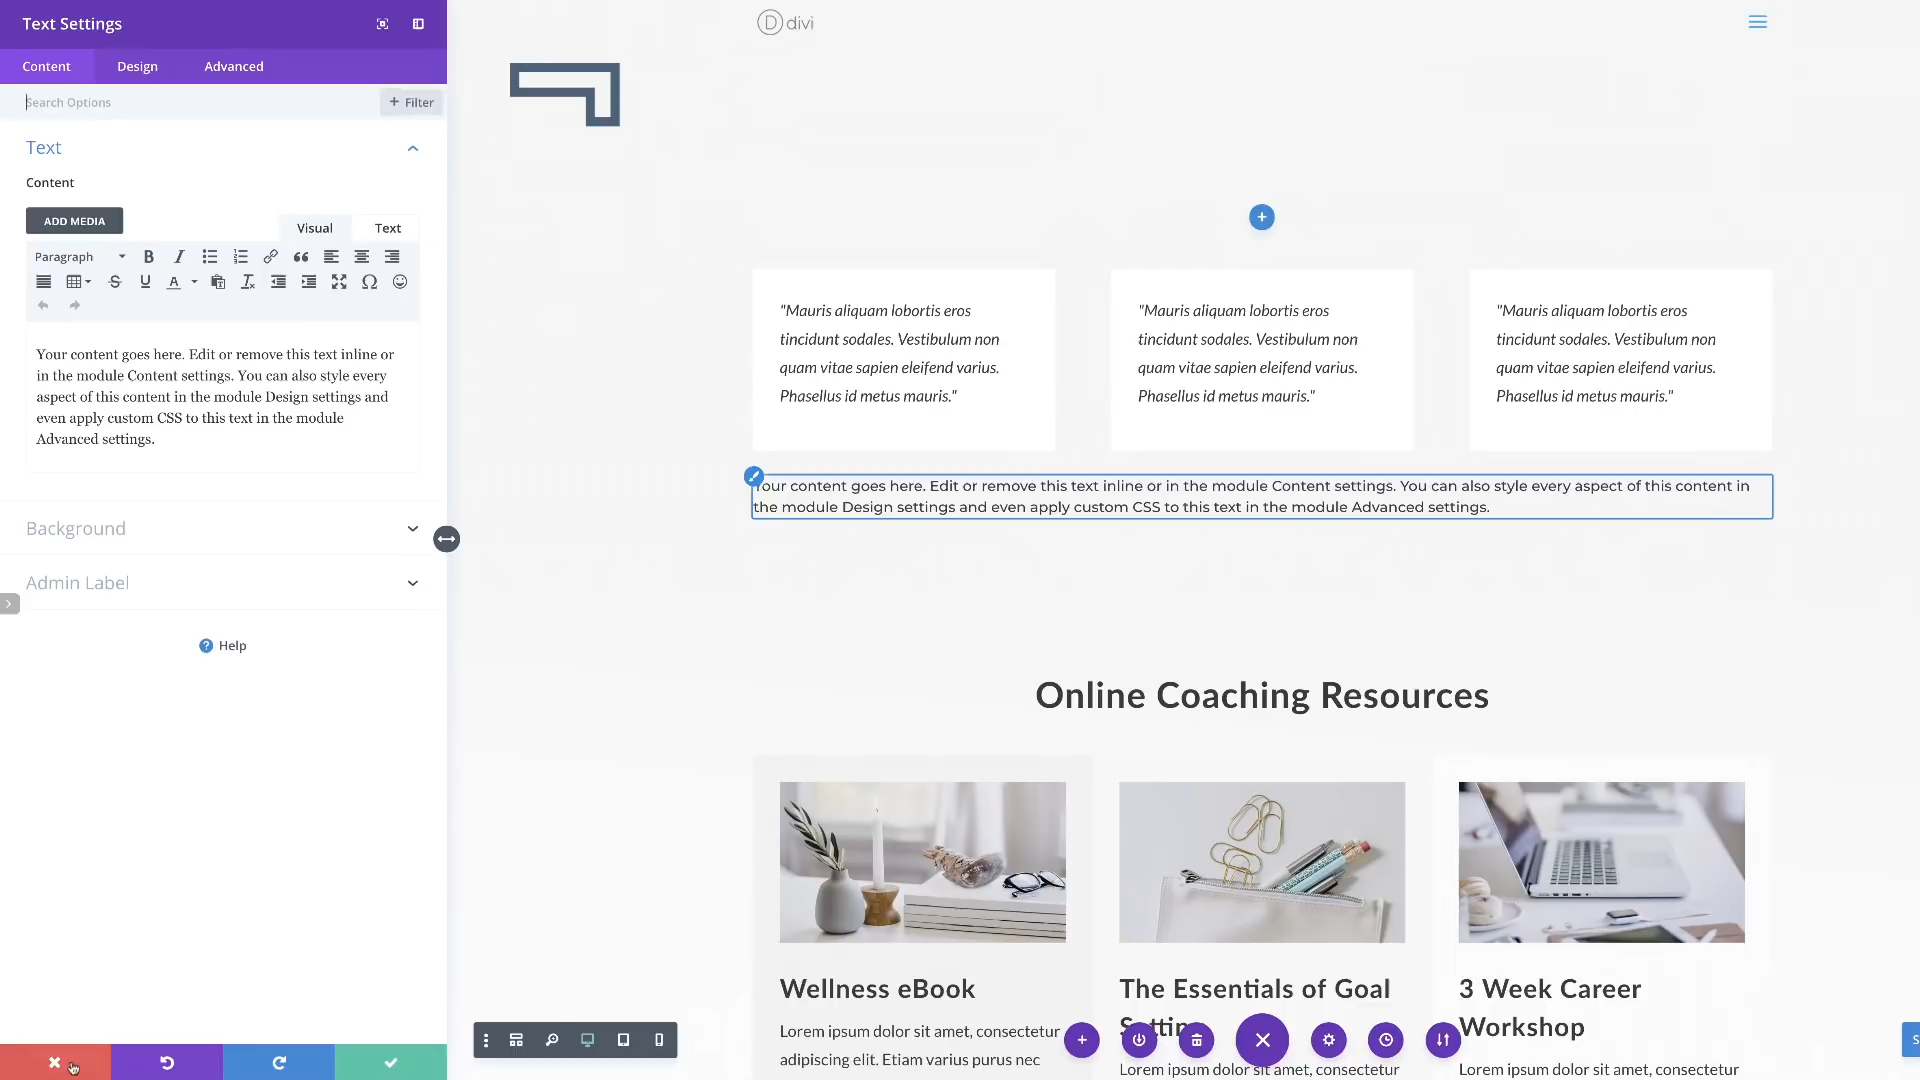 Text Settings
Content
Design
Advanced
Search Options
+ Filter
Text
Content
ADD MEDIA
Visual
Text
Paragraph
Your content goes here. Edit or remove this text inline or
in the module Content settings. You can also style every
aspect of this content in the module Design settings and
even apply custom CSS to this text in the module
Advanced settings.
Background
Admin Label
Help
divi
"Mauris aliquam lobortis eros
tincidunt sodales. Vestibulum non
quam vitae sapien eleifend varius.
Phasellus id metus mauris."
"Mauris aliquam lobortis eros
tincidunt sodales. Vestibulum non
quam vitae sapien eleifend varius.
Phasellus id metus mauris."
"Mauris aliquam lobortis eros
tincidunt sodales. Vestibulum non
quam vitae sapien eleifend varius.
Phasellus id metus mauris."
Your content goes here. Edit or remove this text inline or in the module Content settings. You can also style every aspect of this content in
the module Design settings and even apply custom CSS to this text in the module Advanced settings.
Online Coaching Resources
Wellness eBook
Lorem ipsum dolor sit amet, consectetur
adipiscing elit. Etiam varius purus nec
The Essentials of Goal
Setting
Lorem ipsum dolor sit amet, consectetur
3 Week Career
Workshop
Lorem ipsum dolor sit amet, consectetur
S